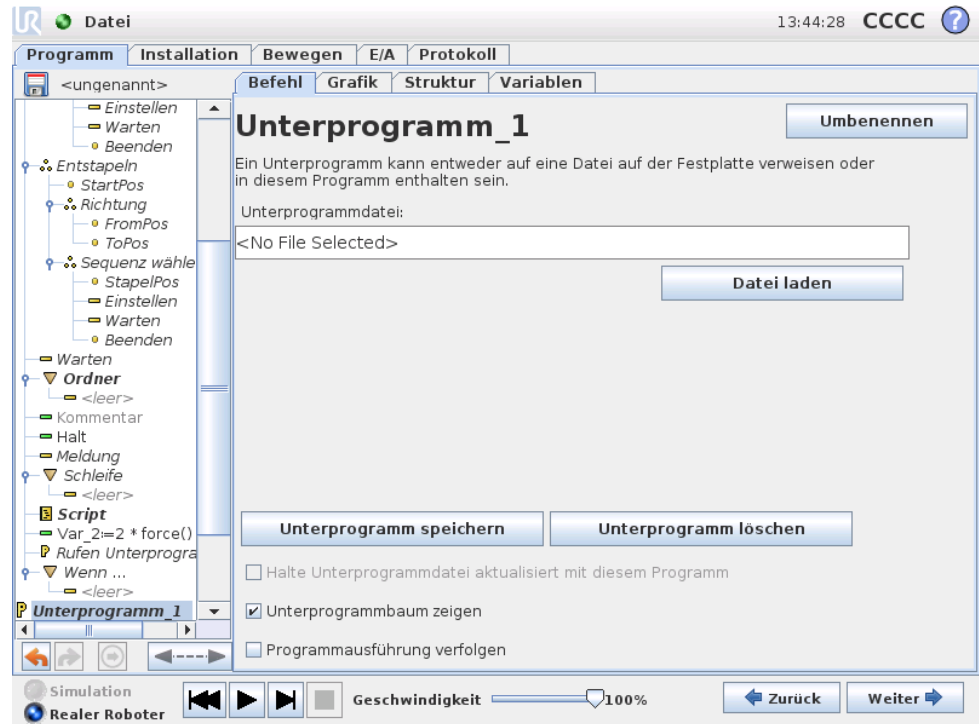 UR Datei 13:44:28 CCCC ?
Programm Installation Bewegen E/A Protokoll
<ungenannt>
Einstellen
Warten
Beenden
Entstapeln
StartPos
Richtung
FromPos
ToPos
Sequenz wähle
StapelPos
Einstellen
Warten
Beenden
Warten
Ordner
<leer>
Kommentar
Halt
Meldung
Schleife
<leer>
Script
Var_2:=2 * force()
Rufen Unterprogra
Wenn ...
<leer>
Unterprogramm_1
Befehl Grafik Struktur Variablen
Unterprogramm_1
Umbenennen
Ein Unterprogramm kann entweder auf eine Datei auf der Festplatte verweisen oder
in diesem Programm enthalten sein.
Unterprogrammdatei:
<No File Selected>
Datei laden
Unterprogramm speichern Unterprogramm löschen
Halte Unterprogrammdatei aktualisiert mit diesem Programm
Unterprogrammbaum zeigen
Programmausführung verfolgen
Simulation
Realer Roboter
Geschwindigkeit 100%
Zurück Weiter